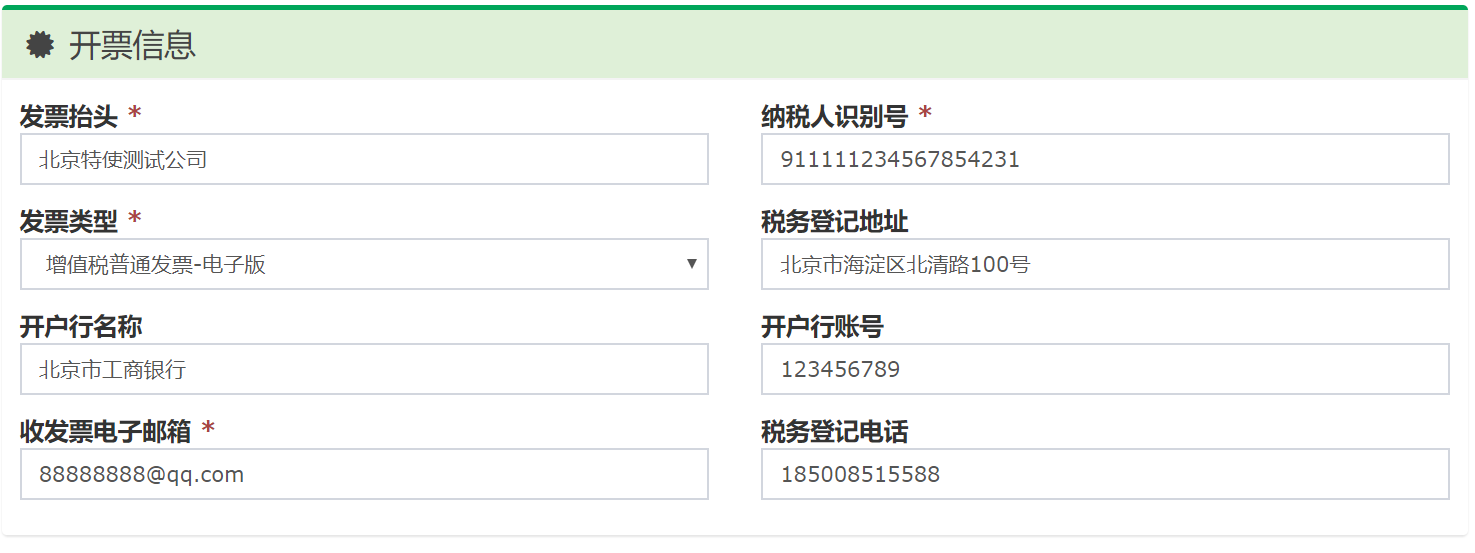 开票信息
发票抬头 *
纳税人识别号 *
北京特使测试公司
911111234567854231
发票类型 *
税务登记地址
增值税普通发票-电子版
北京市海淀区北清路100号
开户行名称
开户行账号
北京市工商银行
123456789
收发票电子邮箱 *
税务登记电话
88888888@qq.com
185008515588